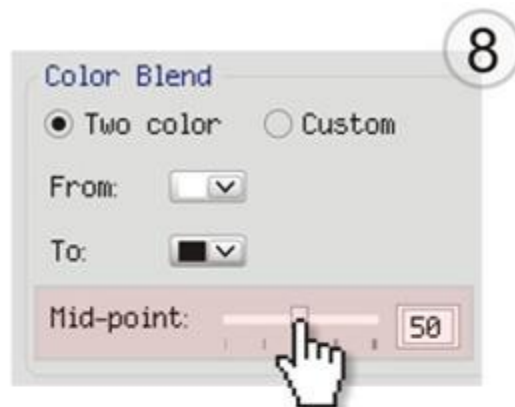 8
Color Blend
Two color Custom
From:
To:
Mid-point: 50